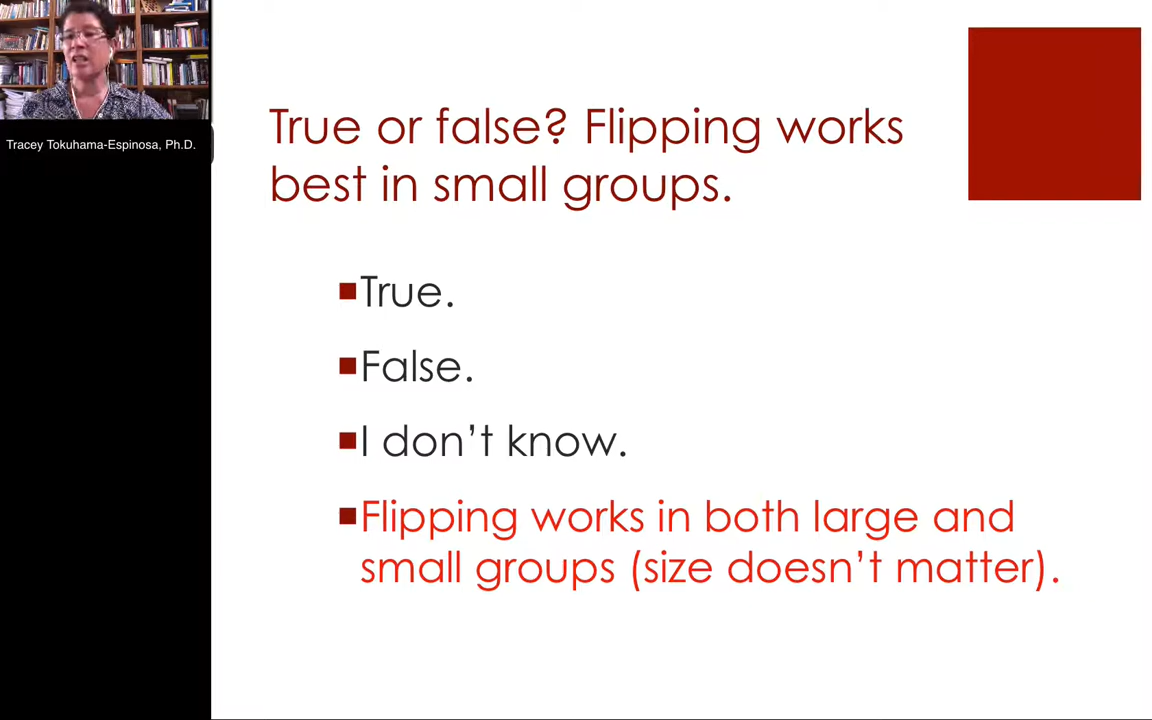 Tracey Tokuhama-Espinosa, Ph.D.
True or false? Flipping works
best in small groups.
True.
False.
I don’t know.
Flipping works in both large and
small groups (size doesn’t matter).